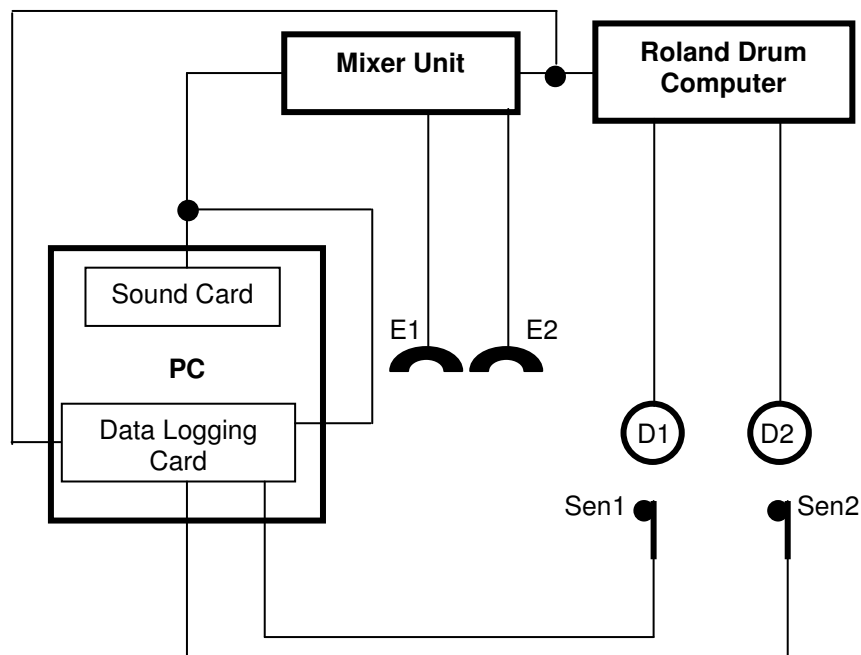 Mixer Unit
Roland Drum
Computer
Sound Card
E1
E2
PC
Data Logging
Card
D1
D2
Sen1
Sen2